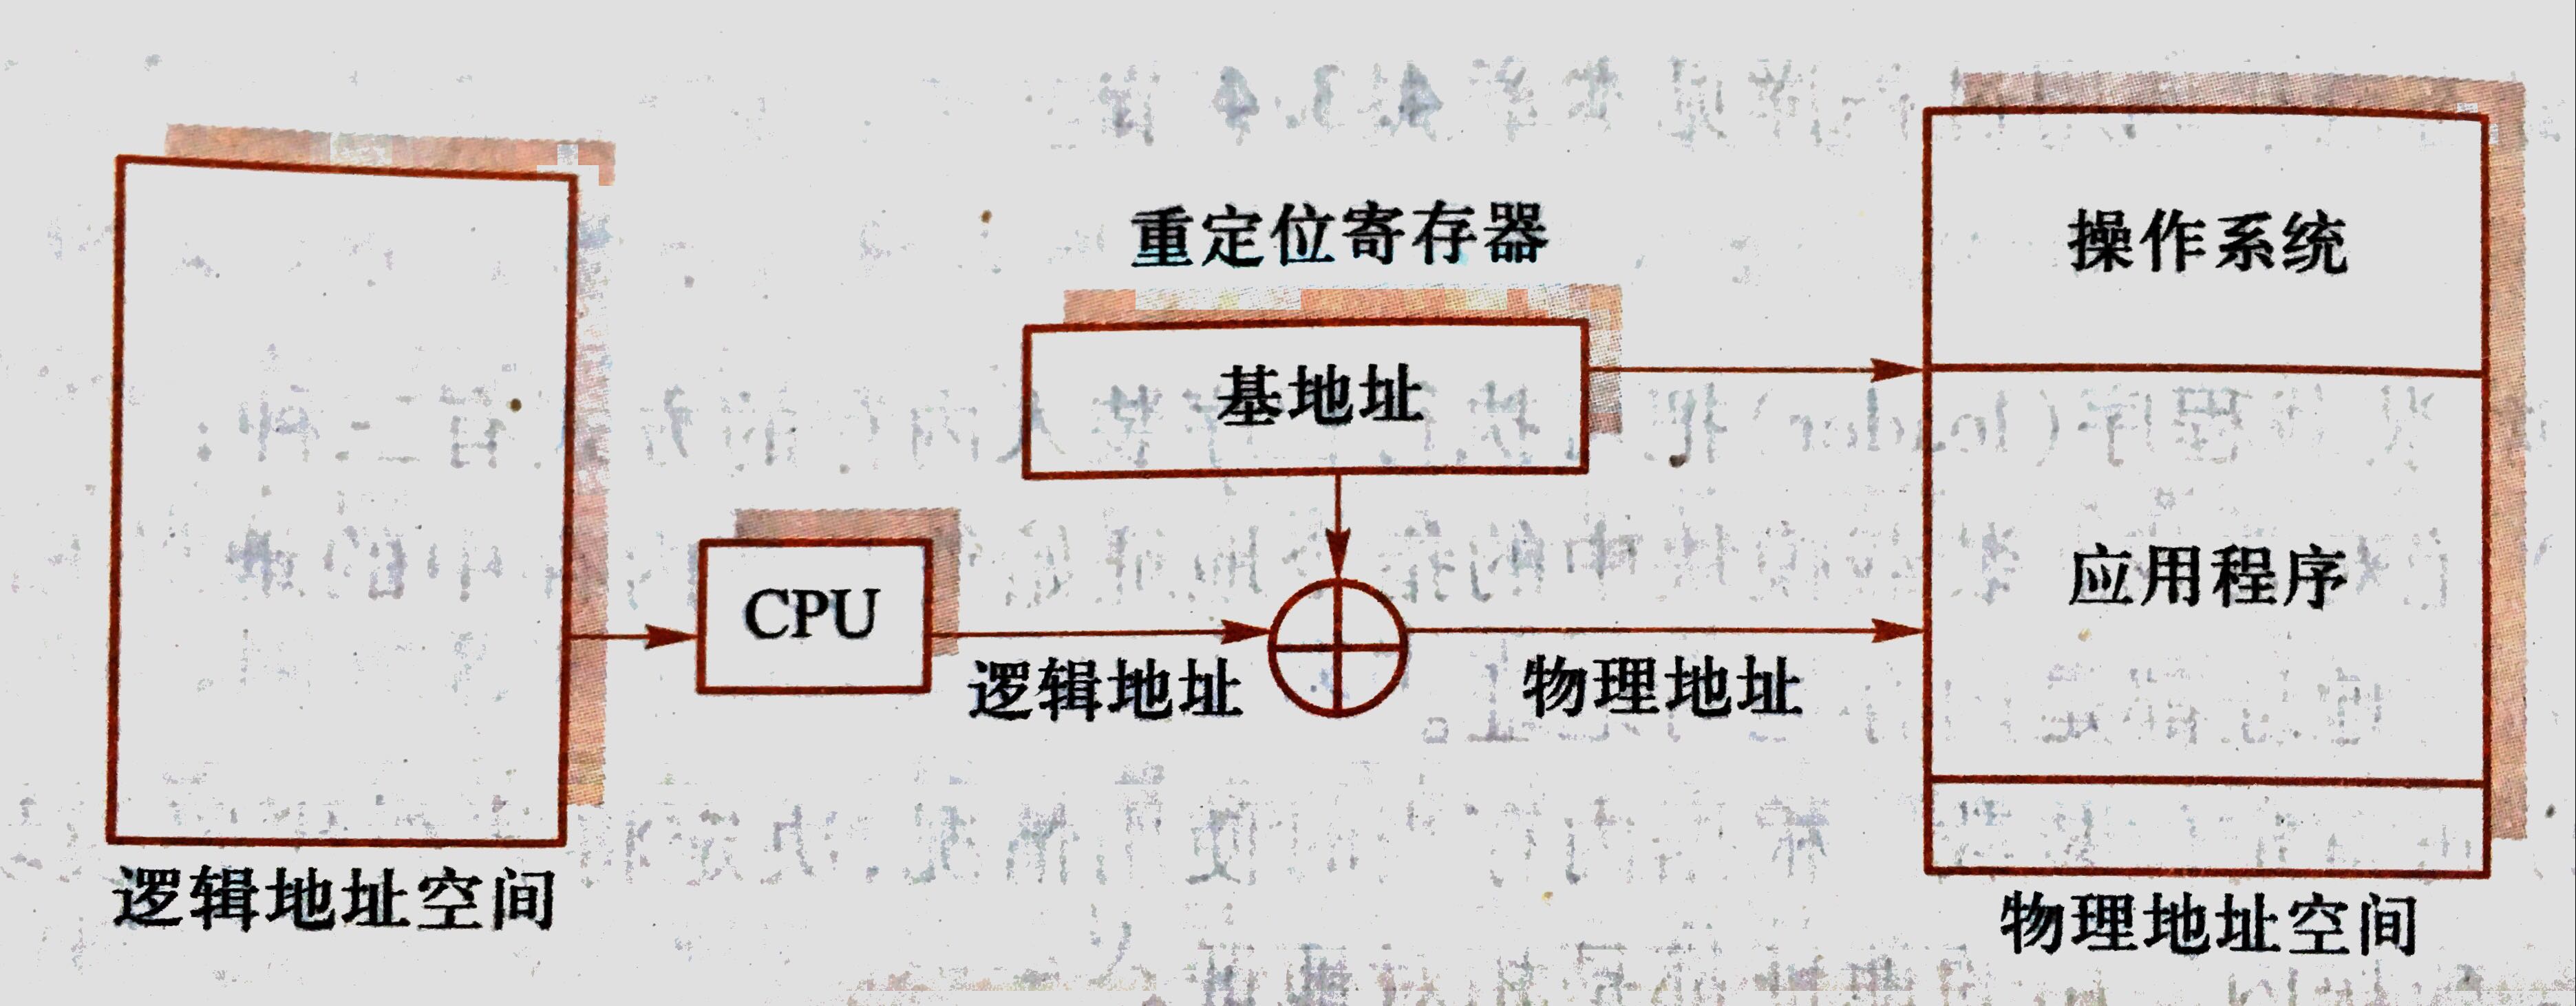 重定位寄存器
操作系统
基地址
应用程序
CPU
逻辑地址
物理地址
逻辑地址空间
物理地址空间